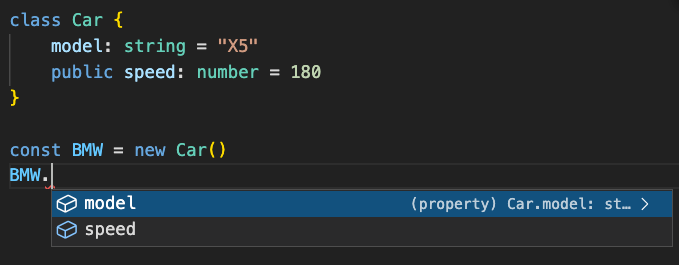 class Car {
    model: string = "X5"
    public speed: number = 180
}
const BMW = new Car()
BMW.
model (property) Car.model: st… >
speed